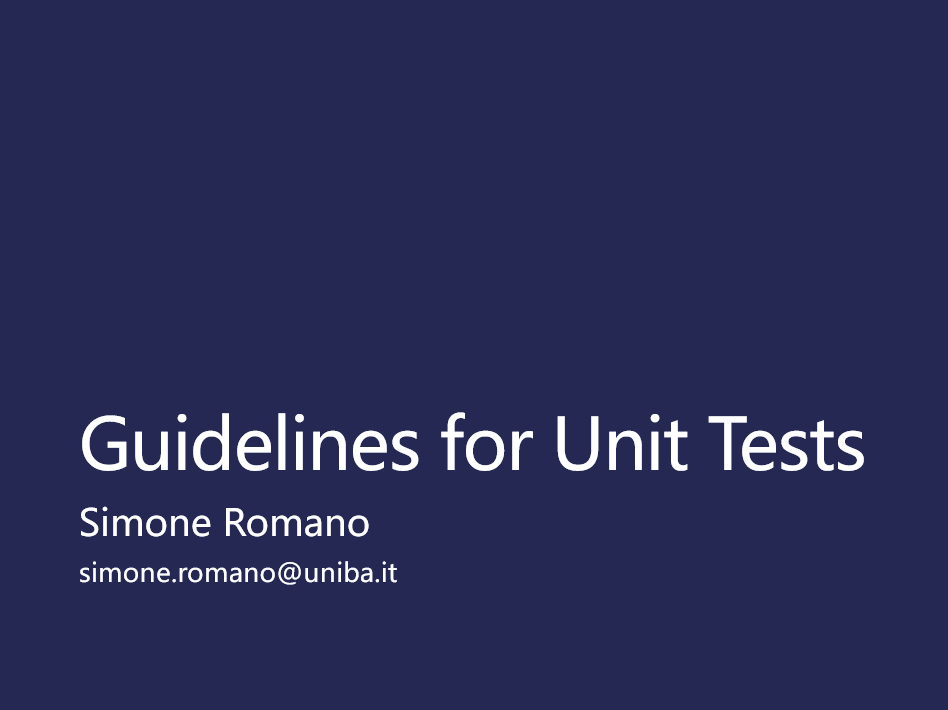 Guidelines for Unit Tests
Simone Romano
simone.romano@uniba.it